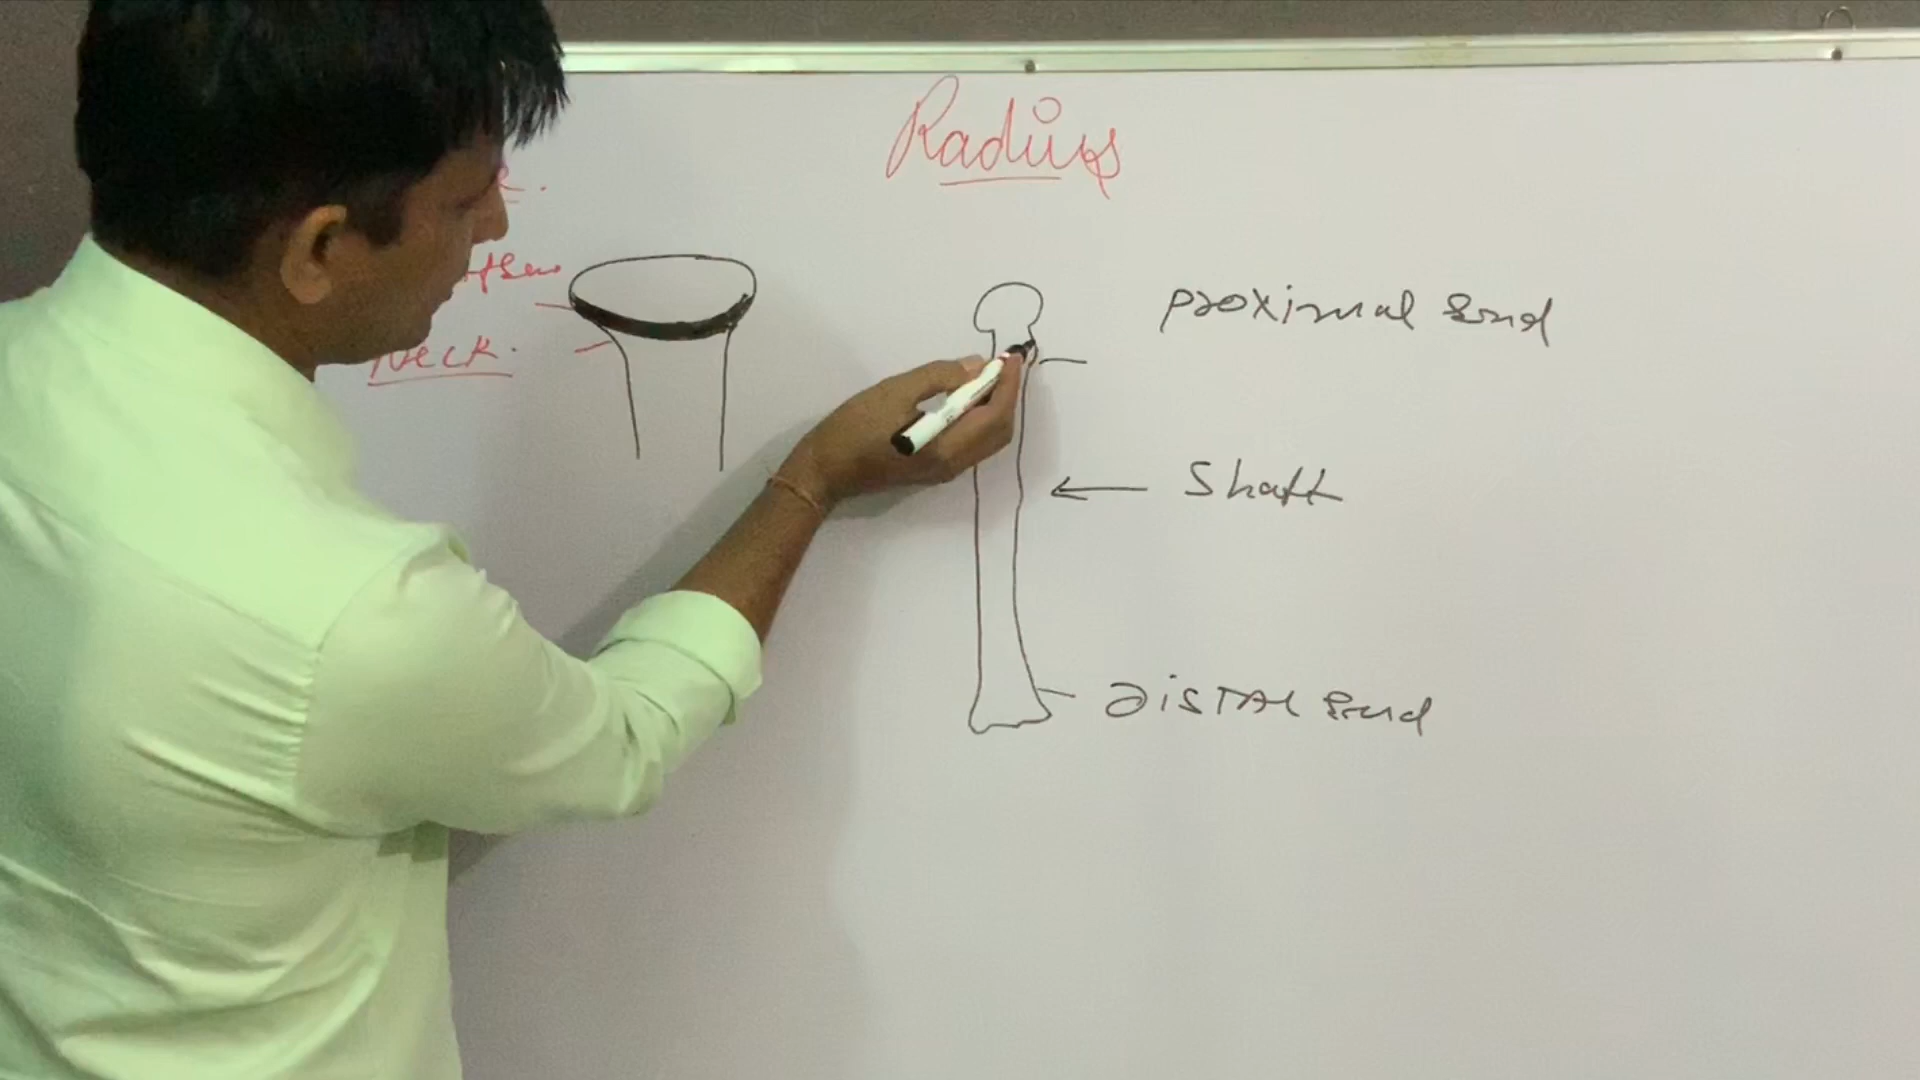 Radius
Neck.
Proximal End
Shaft
DISTAL End